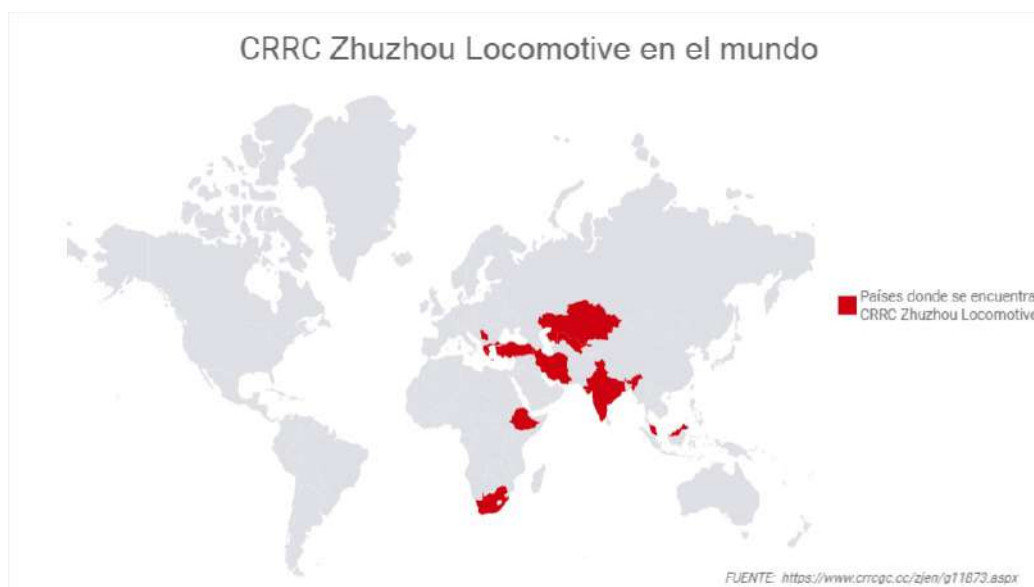 CRRC Zhuzhou Locomotive en el mundo
Países donde se encuentra
CRRC Zhuzhou Locomotive
FUENTE: https://www.crrcgc.cc/zjen/g11673.aspx